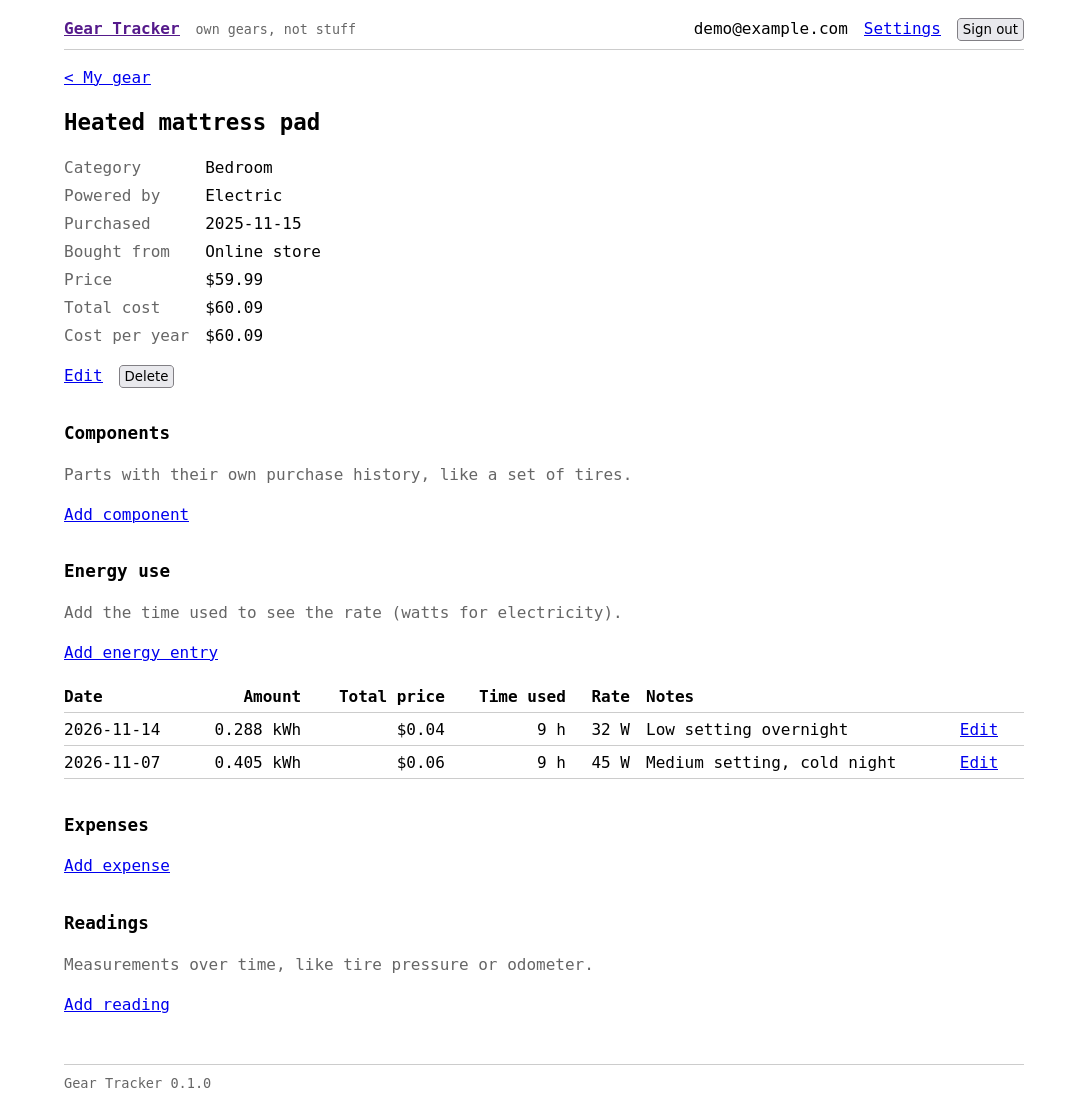 Gear Tracker own gears, not stuff demo@example.com Settings Sign out
< My gear
Heated mattress pad
Category Bedroom
Powered by Electric
Purchased 2025-11-15
Bought from Online store
Price $59.99
Total cost $60.09
Cost per year $60.09
Edit Delete
Components
Parts with their own purchase history, like a set of tires.
Add component
Energy use
Add the time used to see the rate (watts for electricity).
Add energy entry
Date Amount Total price Time used Rate Notes
2026-11-14 0.288 kWh $0.04 9 h 32 W Low setting overnight Edit
2026-11-07 0.405 kWh $0.06 9 h 45 W Medium setting, cold night Edit
Expenses
Add expense
Readings
Measurements over time, like tire pressure or odometer.
Add reading
Gear Tracker 0.1.0